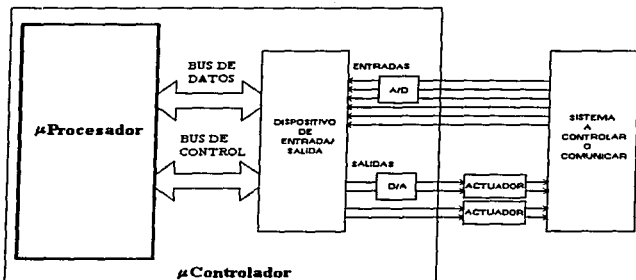 BUS DE
DATOS
µProcesador
BUS DE
CONTROL
DISPOSITIVO
DE
ENTRADA/
SALIDA
ENTRADAS
A/D
SALIDAS
D/A
ACTUADOR
ACTUADOR
SISTEMA
A
CONTROLAR
O
COMUNICAR
µControlador